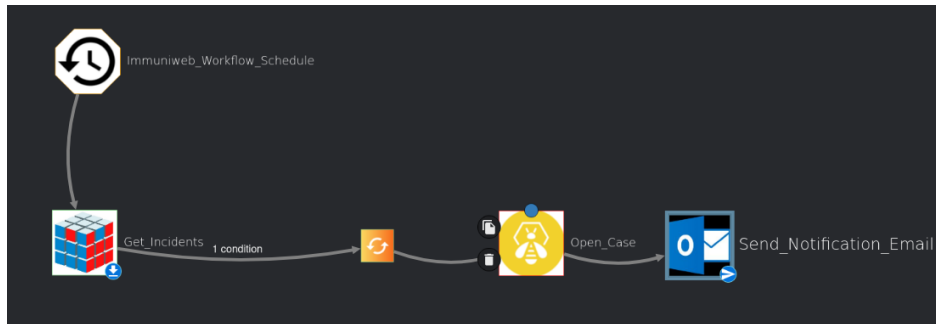 Immuniweb_Workflow_Schedule
Get_Incidents
1 condition
Open_Case
Send_Notification_Email
O